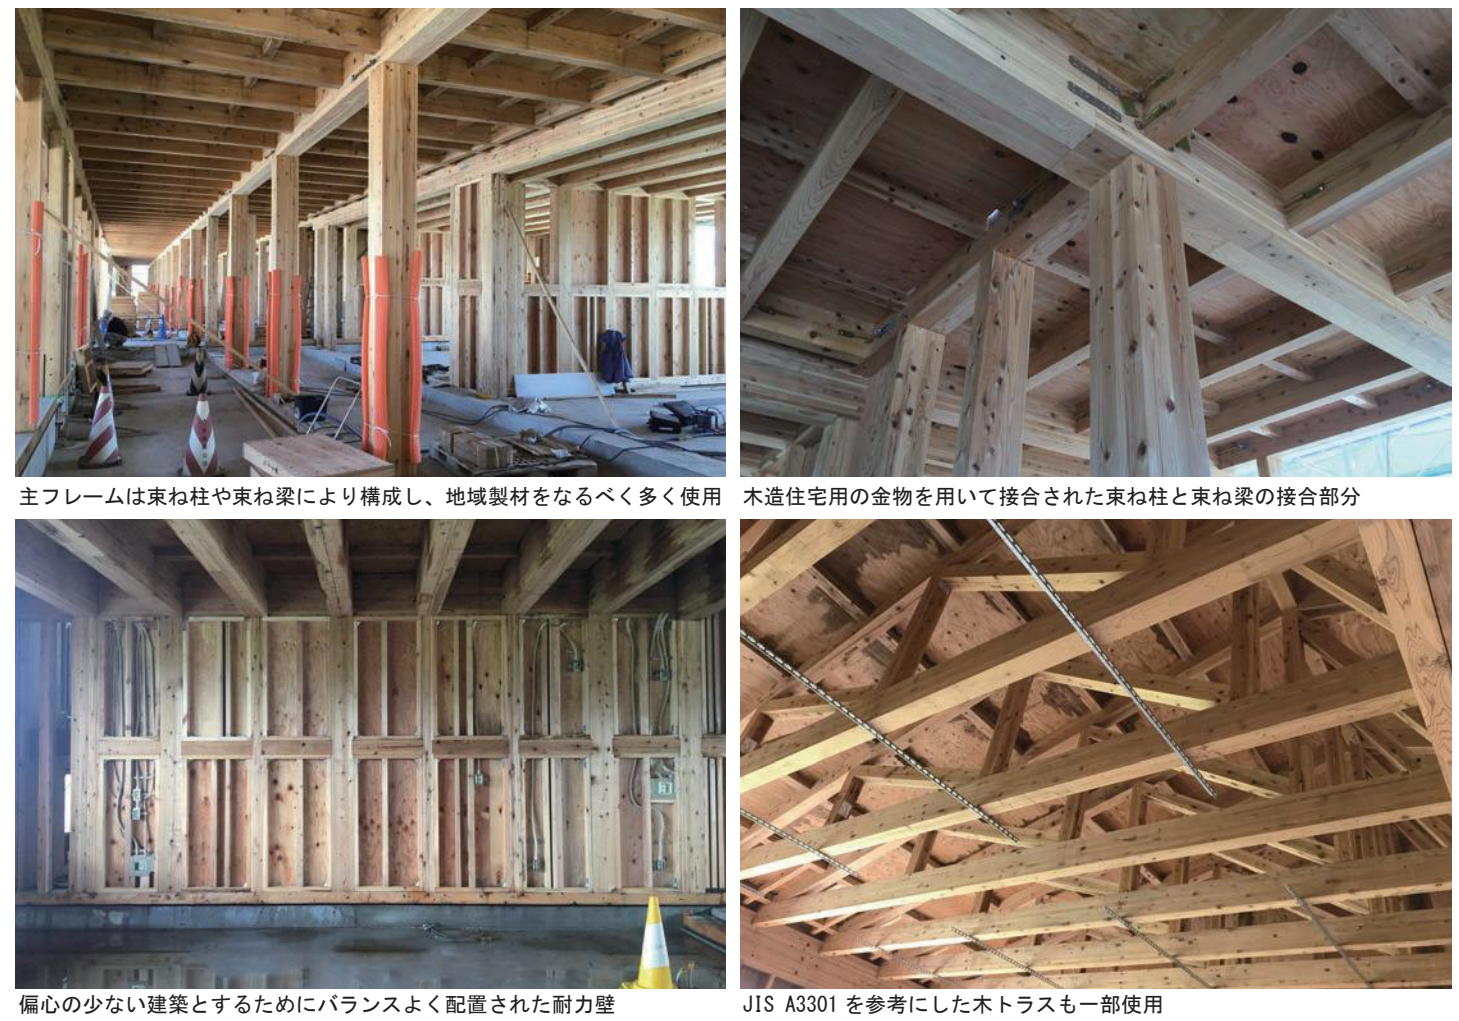 主フレームは束ね柱や束ね梁により構成し、地域製材をなるべく多く使用
木造住宅用の金物を用いて接合された束ね柱と束ね梁の接合部分
偏心の少ない建築とするためにバランスよく配置された耐力壁
JIS A3301 を参考にした木トラスも一部使用